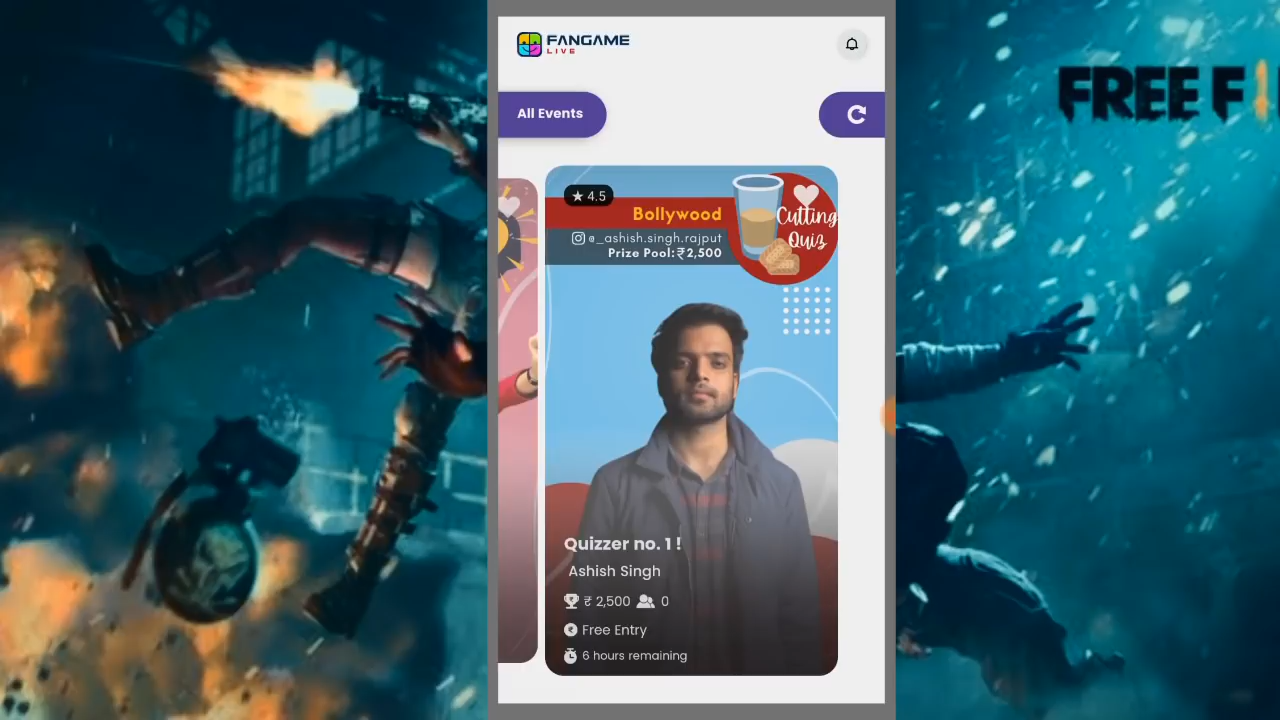 FANGAME
LIVE
FREE FI
All Events
4.5
Bollywood
@_ashish.singh.rajput
Prize Pool:₹2,500
Cutting
Quiz
Quizzer no. 1 !
Ashish Singh
₹ 2,500 0
Free Entry
6 hours remaining